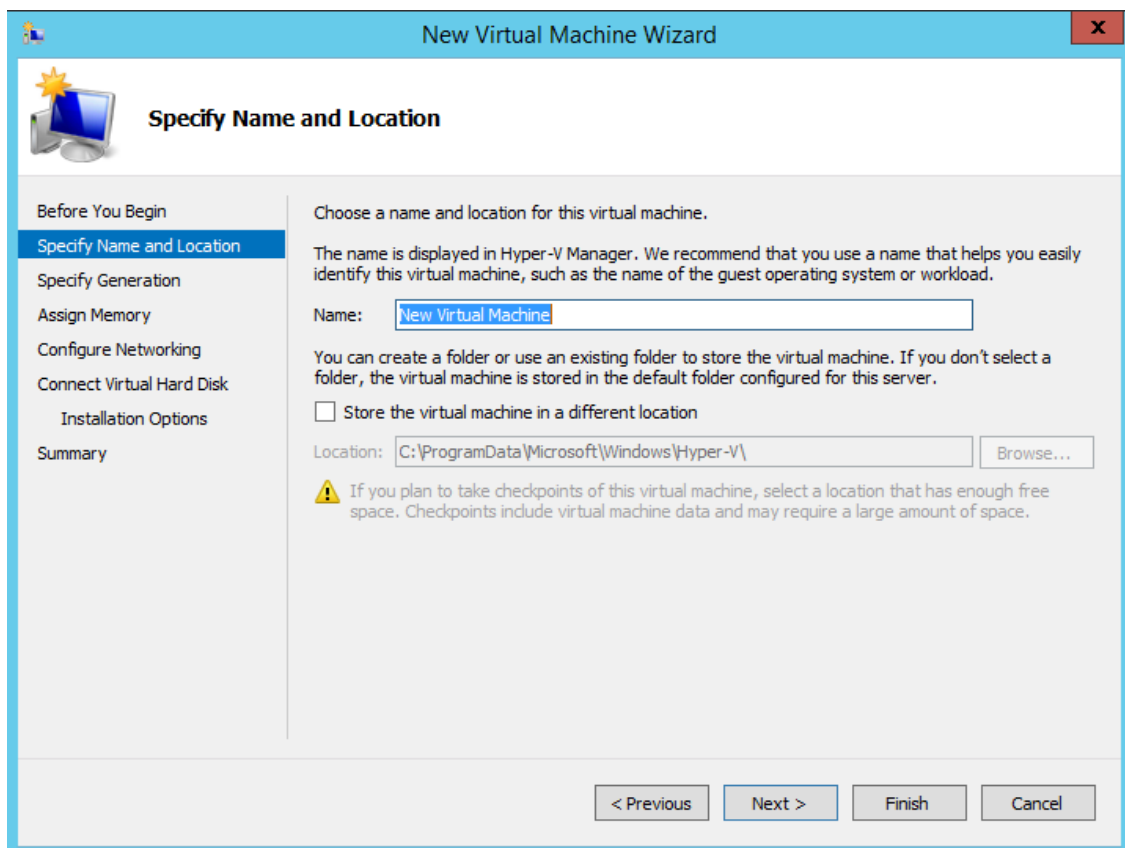 New Virtual Machine Wizard
x
Specify Name and Location
Before You Begin
Specify Name and Location
Specify Generation
Assign Memory
Configure Networking
Connect Virtual Hard Disk
Installation Options
Summary
Choose a name and location for this virtual machine.
The name is displayed in Hyper-V Manager. We recommend that you use a name that helps you easily
identify this virtual machine, such as the name of the guest operating system or workload.
Name: New Virtual Machine
You can create a folder or use an existing folder to store the virtual machine. If you don't select a
folder, the virtual machine is stored in the default folder configured for this server.
Store the virtual machine in a different location
Location: C:\ProgramData\Microsoft\Windows\Hyper-V\ Browse...
If you plan to take checkpoints of this virtual machine, select a location that has enough free
space. Checkpoints include virtual machine data and may require a large amount of space.
< Previous Next > Finish Cancel